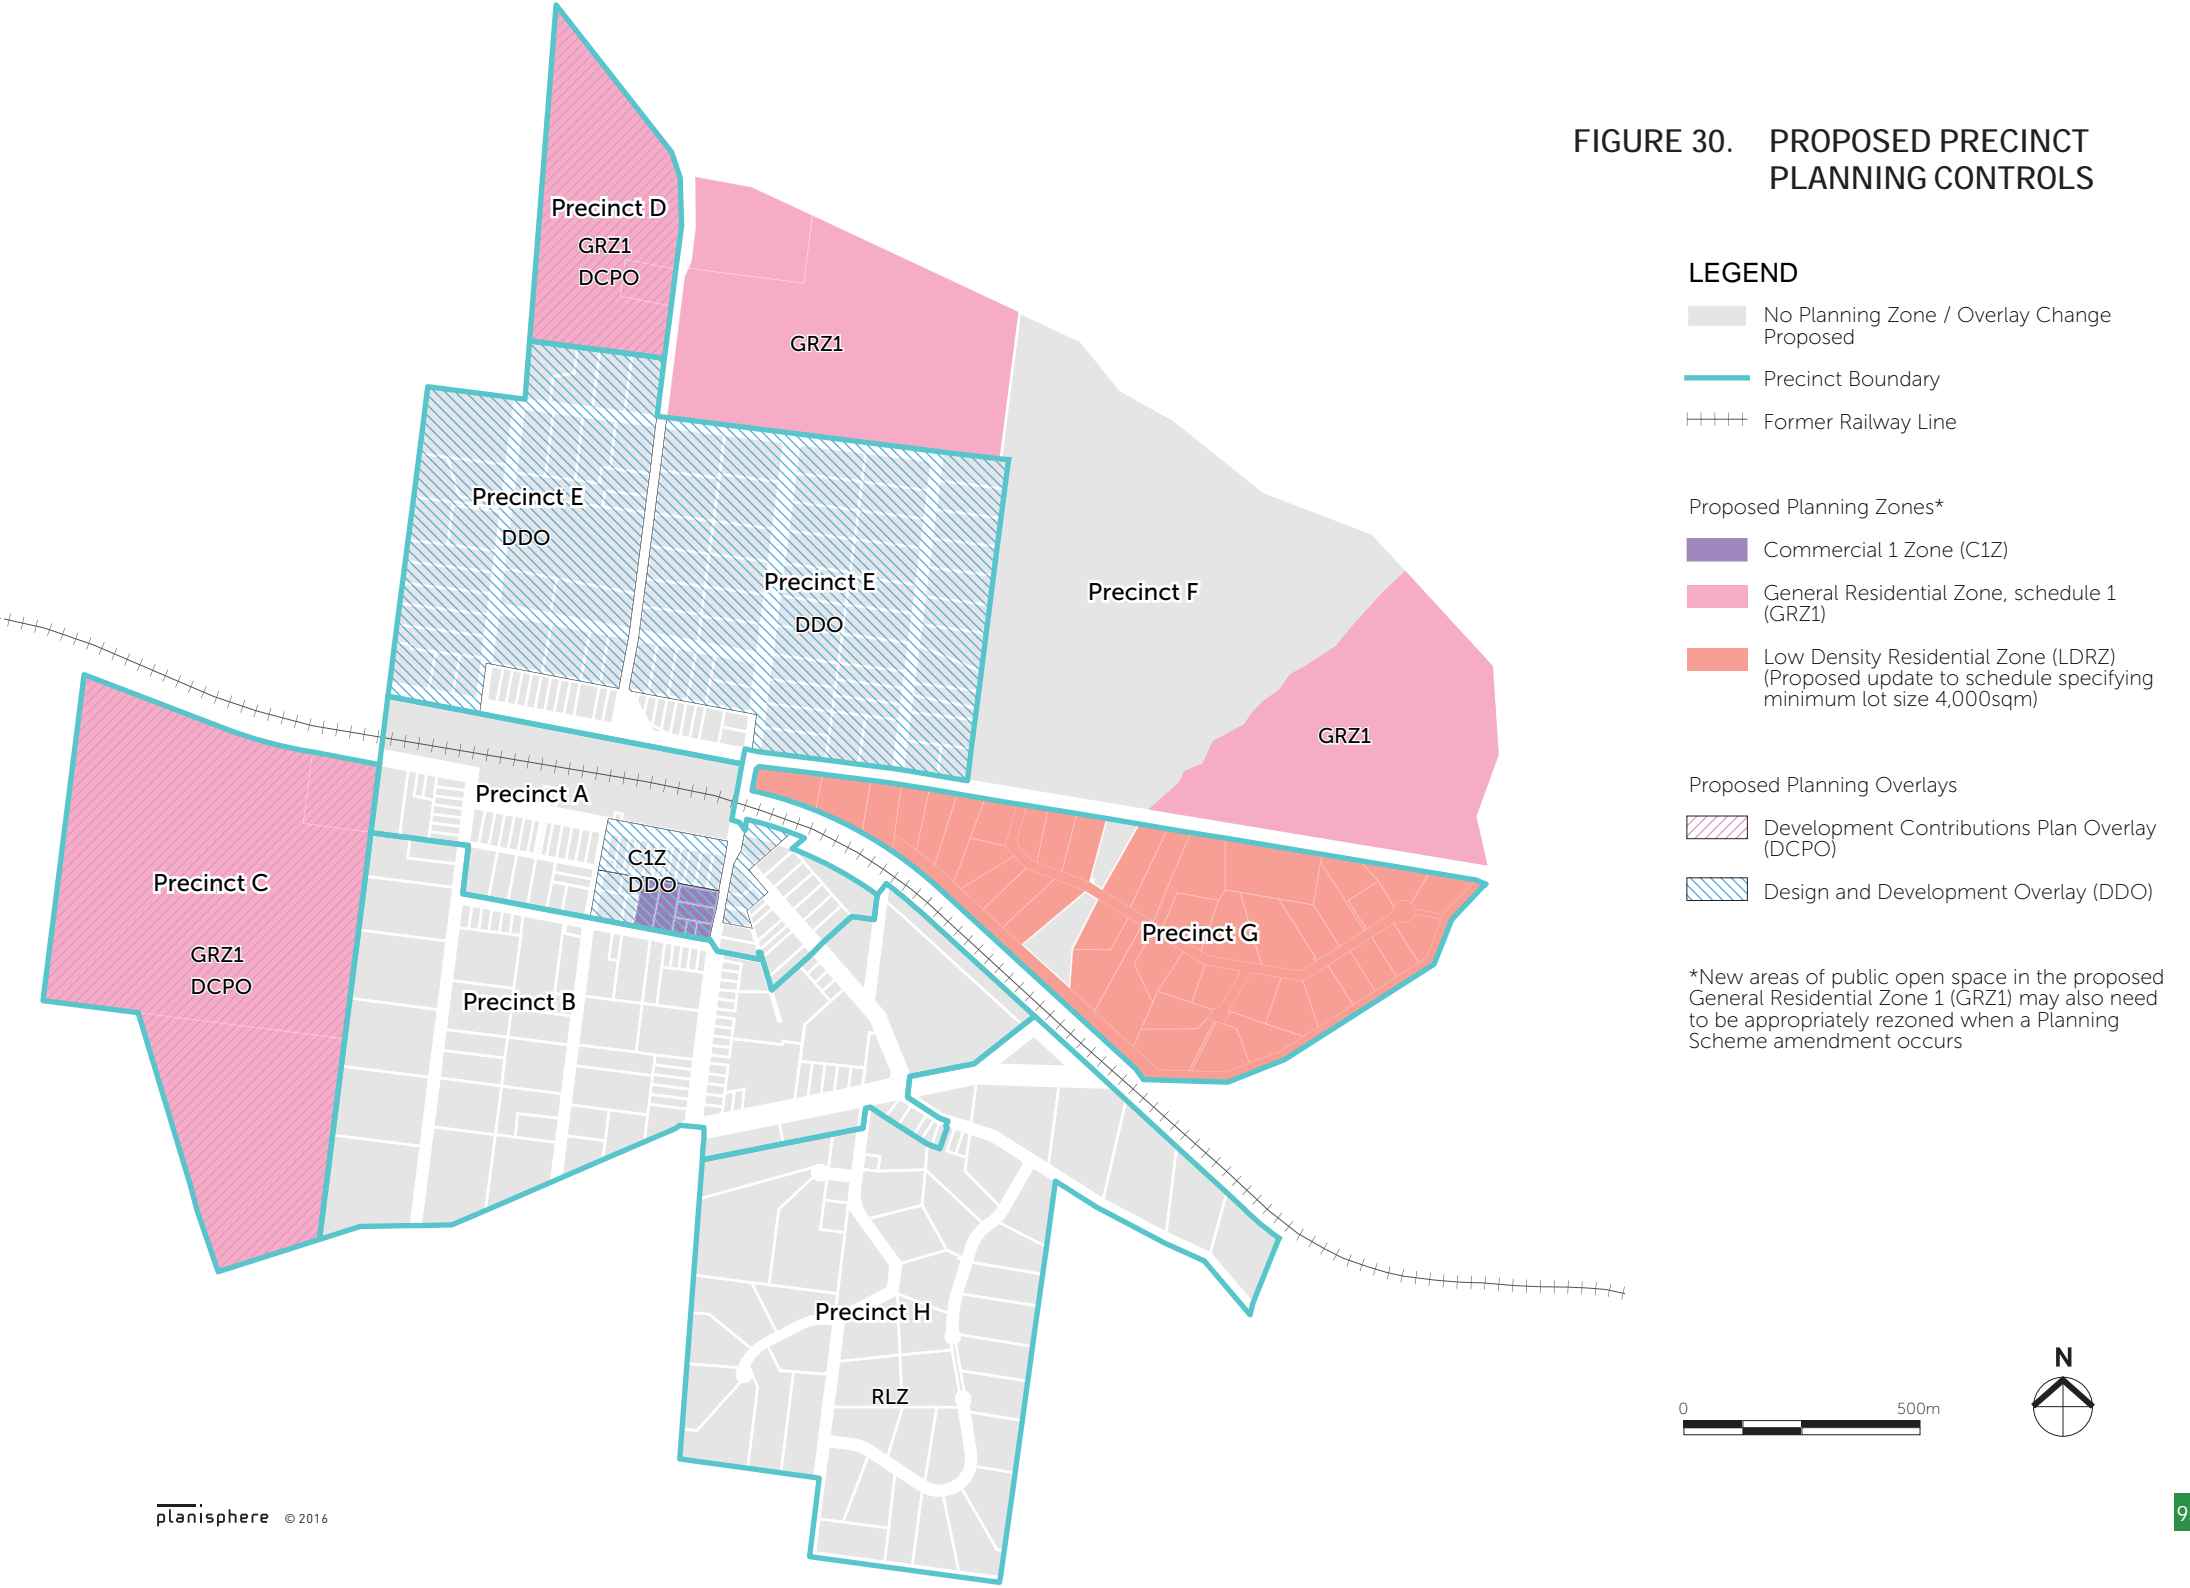 FIGURE 30. PROPOSED PRECINCT
PLANNING CONTROLS
LEGEND
No Planning Zone / Overlay Change
Proposed
Precinct Boundary
Former Railway Line
Proposed Planning Zones*
Commercial 1 Zone (C1Z)
General Residential Zone, schedule 1
(GRZ1)
Low Density Residential Zone (LDRZ)
(Proposed update to schedule specifying
minimum lot size 4,000sqm)
Proposed Planning Overlays
Development Contributions Plan Overlay
(DCPO)
Design and Development Overlay (DDO)
*New areas of public open space in the proposed
General Residential Zone 1 (GRZ1) may also need
to be appropriately rezoned when a Planning
Scheme amendment occurs
Precinct D
GRZ1
DCPO
GRZ1
Precinct E
DDO
Precinct E
DDO
Precinct F
GRZ1
Precinct A
C1Z
DDO
Precinct C
GRZ1
DCPO
Precinct B
Precinct G
Precinct H
RLZ
0 500m
N
planisphere © 2016